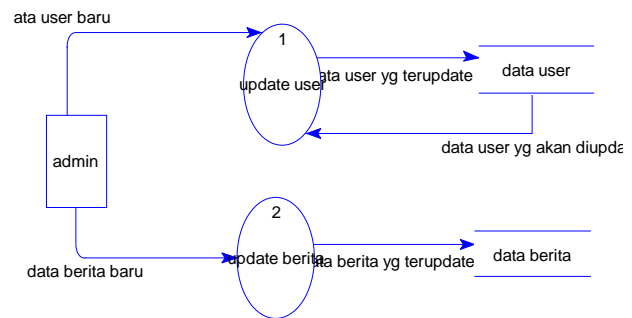 ata user baru
1
update user
ata user yg terupdate
data user
data user yg akan diupda
admin
2
update berita
ata berita yg terupdate
data berita
data berita baru